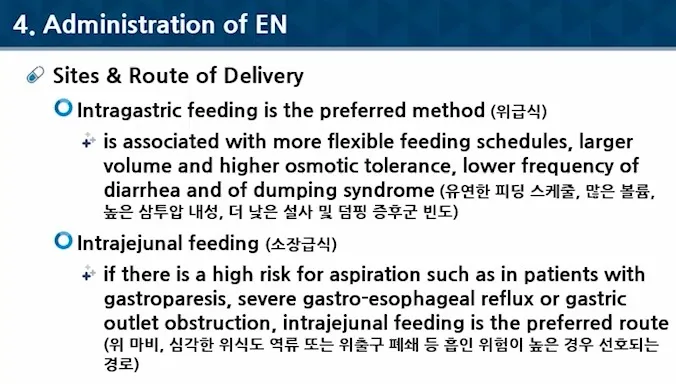 4. Administration of EN
Sites & Route of Delivery
Intragastric feeding is the preferred method (위급식)
is associated with more flexible feeding schedules, larger
volume and higher osmotic tolerance, lower frequency of
diarrhea and of dumping syndrome (유연한 피딩 스케줄, 많은 볼륨,
높은 삼투압 내성, 더 낮은 설사 및 덤핑 증후군 빈도)
Intrajejunal feeding (소장급식)
if there is a high risk for aspiration such as in patients with
gastroparesis, severe gastro-esophageal reflux or gastric
outlet obstruction, intrajejunal feeding is the preferred route
(위 마비, 심각한 위식도 역류 또는 위출구 폐쇄 등 흡인 위험이 높은 경우 선호되는
경로)